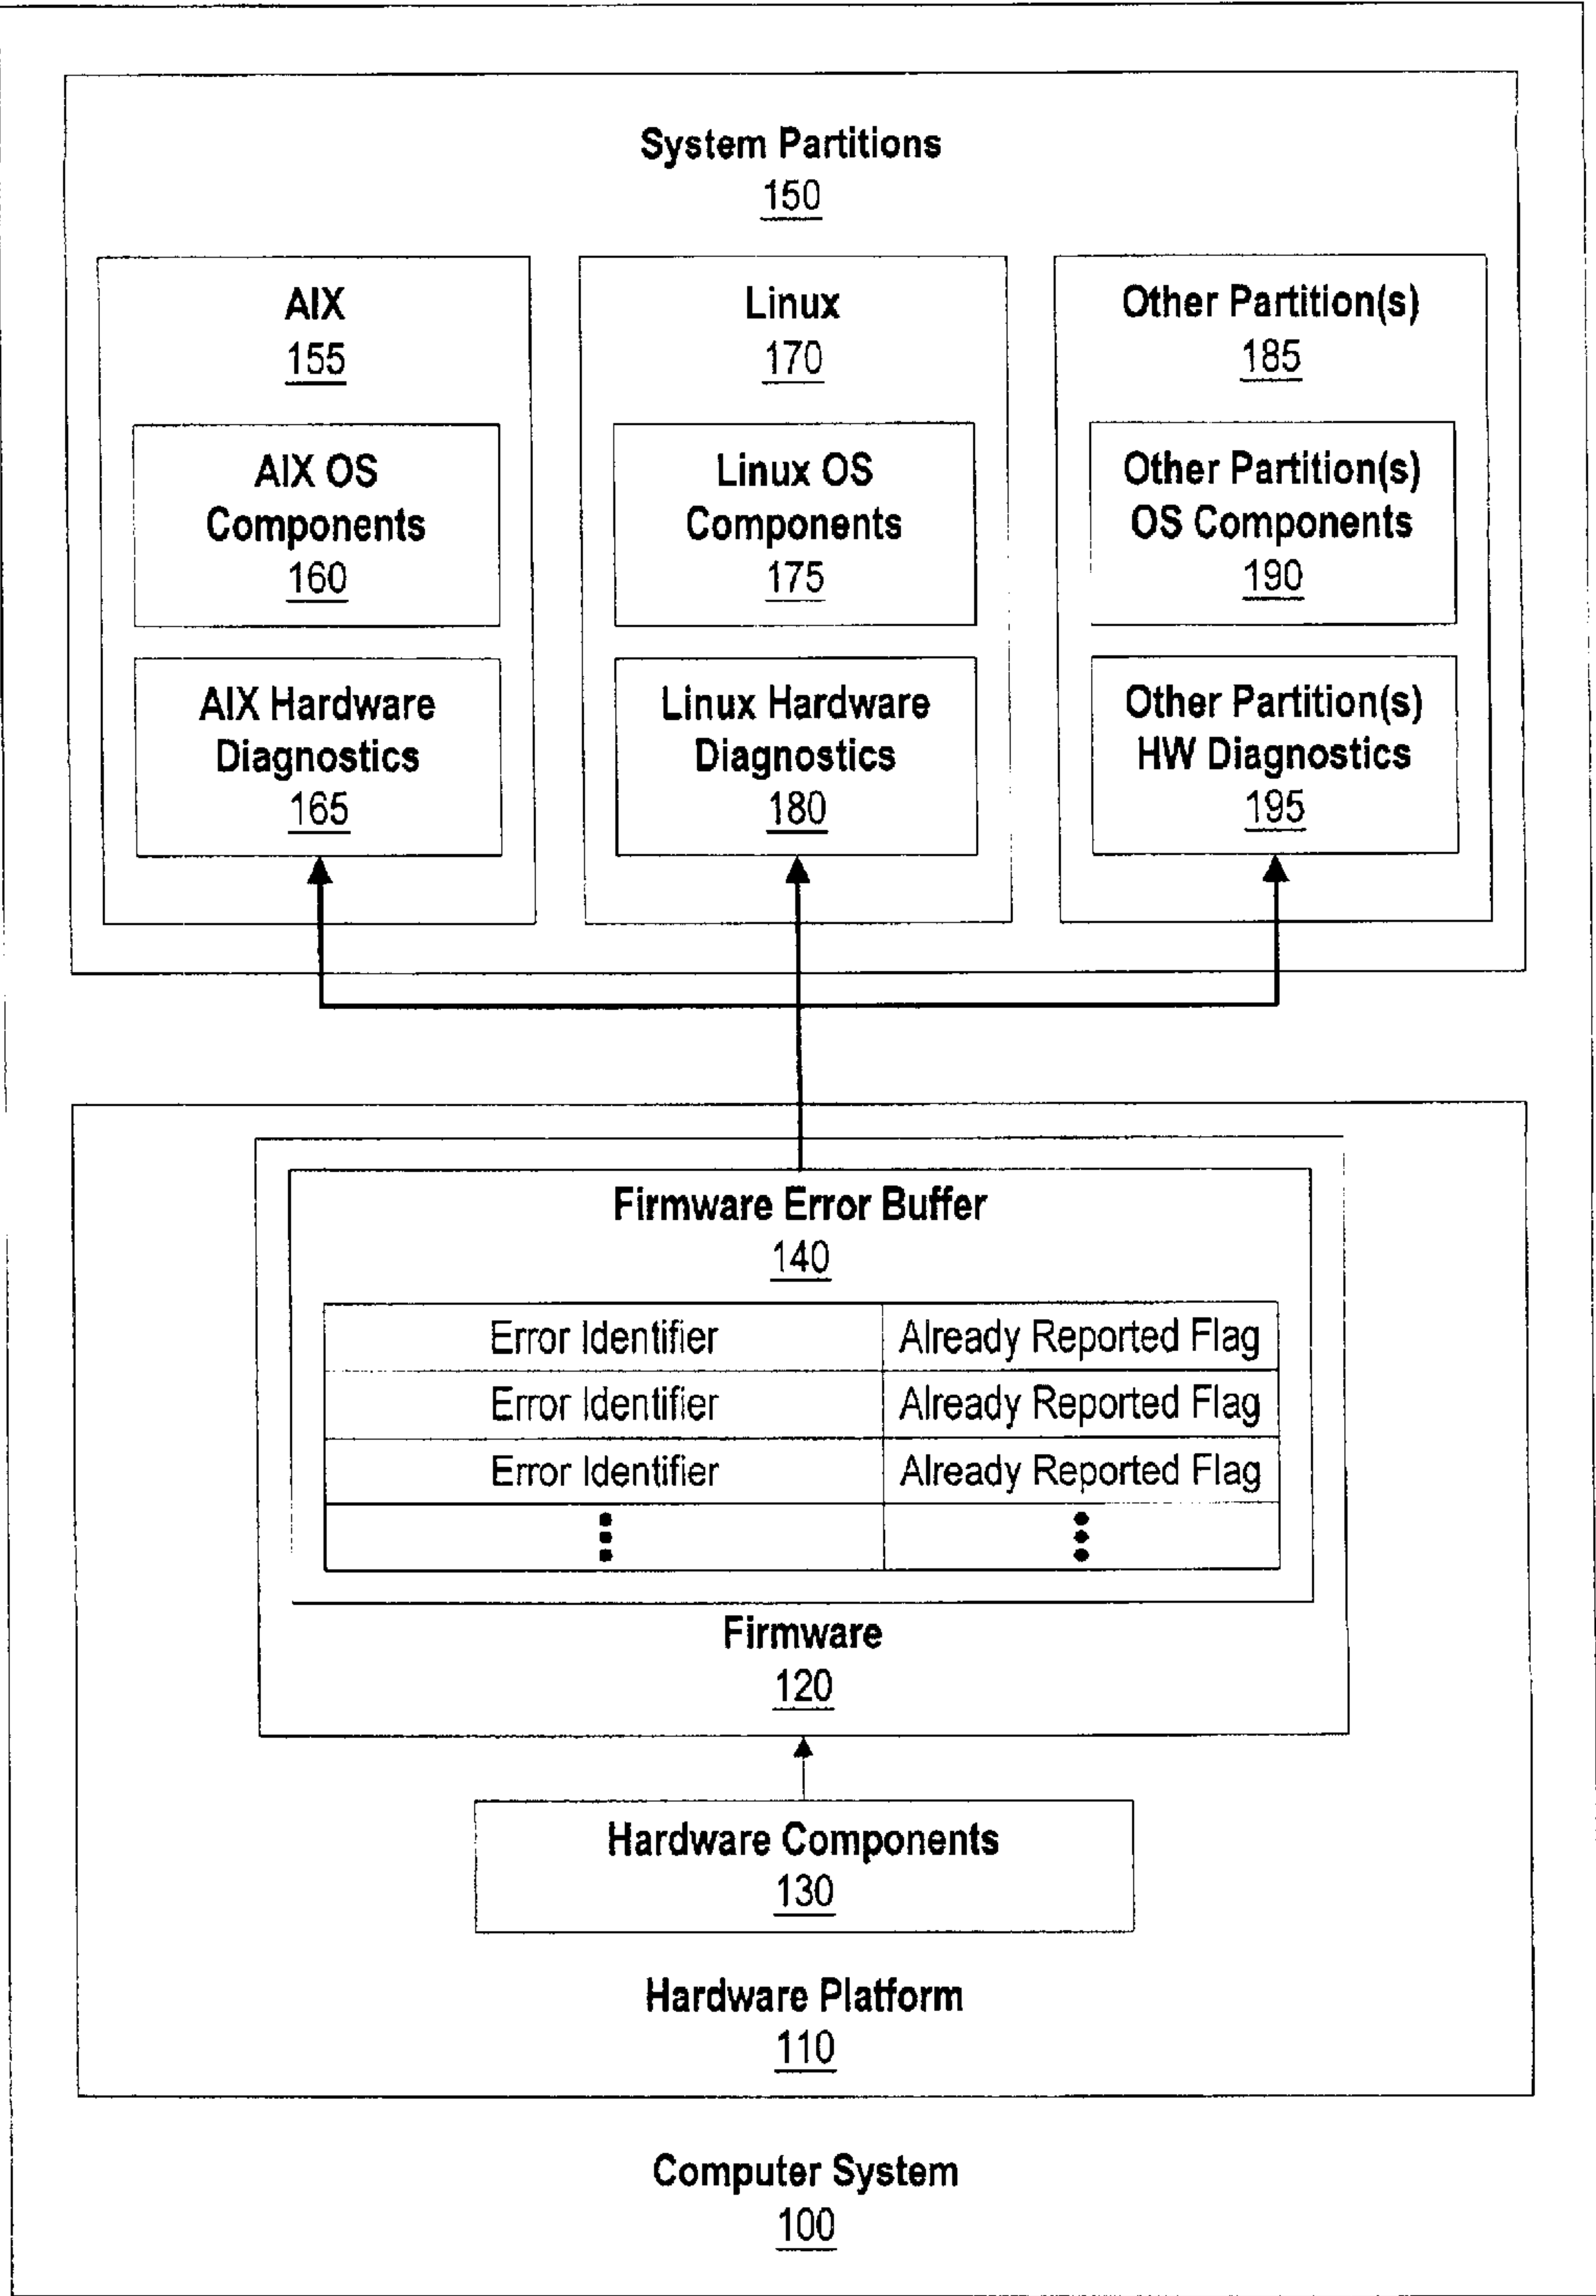 System Partitions
150
AIX
155
AIX OS
Components
160
AIX Hardware
Diagnostics
165
Linux
170
Linux OS
Components
175
Linux Hardware
Diagnostics
180
Other Partition(s)
185
Other Partition(s)
OS Components
190
Other Partition(s)
HW Diagnostics
195
Firmware Error Buffer
140
Error Identifier Already Reported Flag
Error Identifier Already Reported Flag
Error Identifier Already Reported Flag
Firmware
120
Hardware Components
130
Hardware Platform
110
Computer System
100